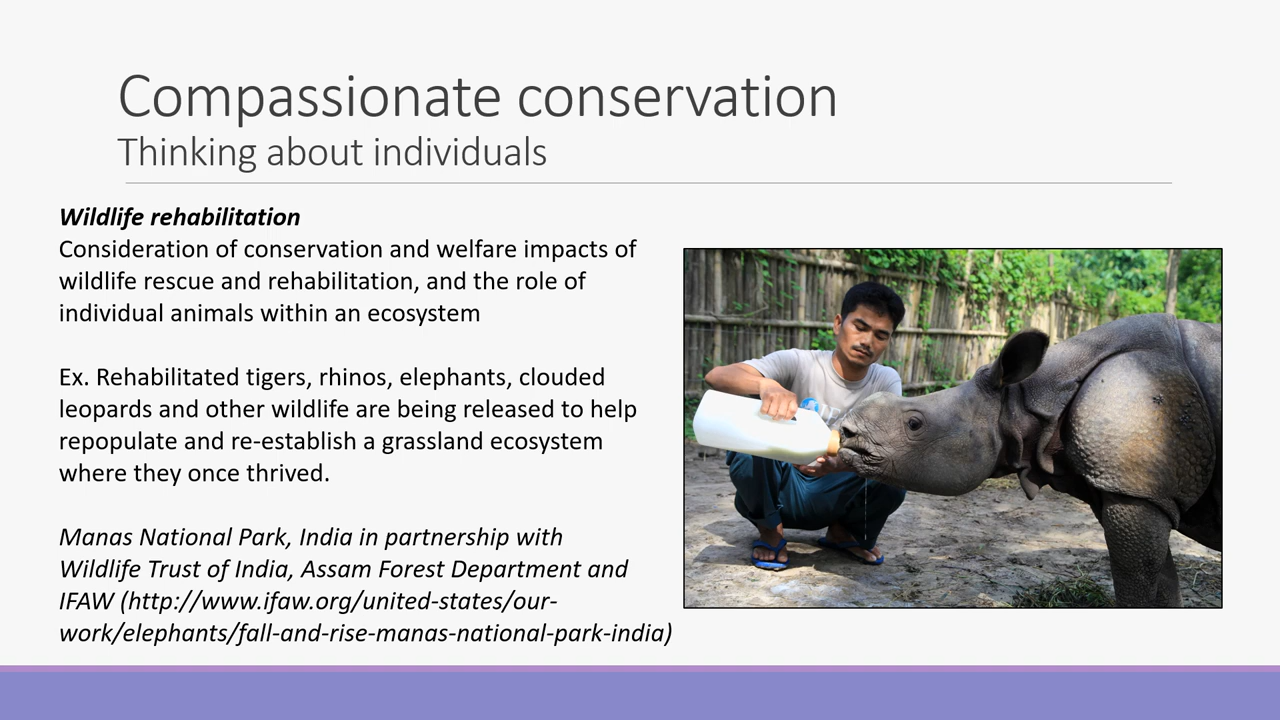 Compassionate conservation
Thinking about individuals
Wildlife rehabilitation
Consideration of conservation and welfare impacts of
wildlife rescue and rehabilitation, and the role of
individual animals within an ecosystem
Ex. Rehabilitated tigers, rhinos, elephants, clouded
leopards and other wildlife are being released to help
repopulate and re-establish a grassland ecosystem
where they once thrived.
Manas National Park, India in partnership with
Wildlife Trust of India, Assam Forest Department and
IFAW (http://www.ifaw.org/united-states/our-
work/elephants/fall-and-rise-manas-national-park-india)